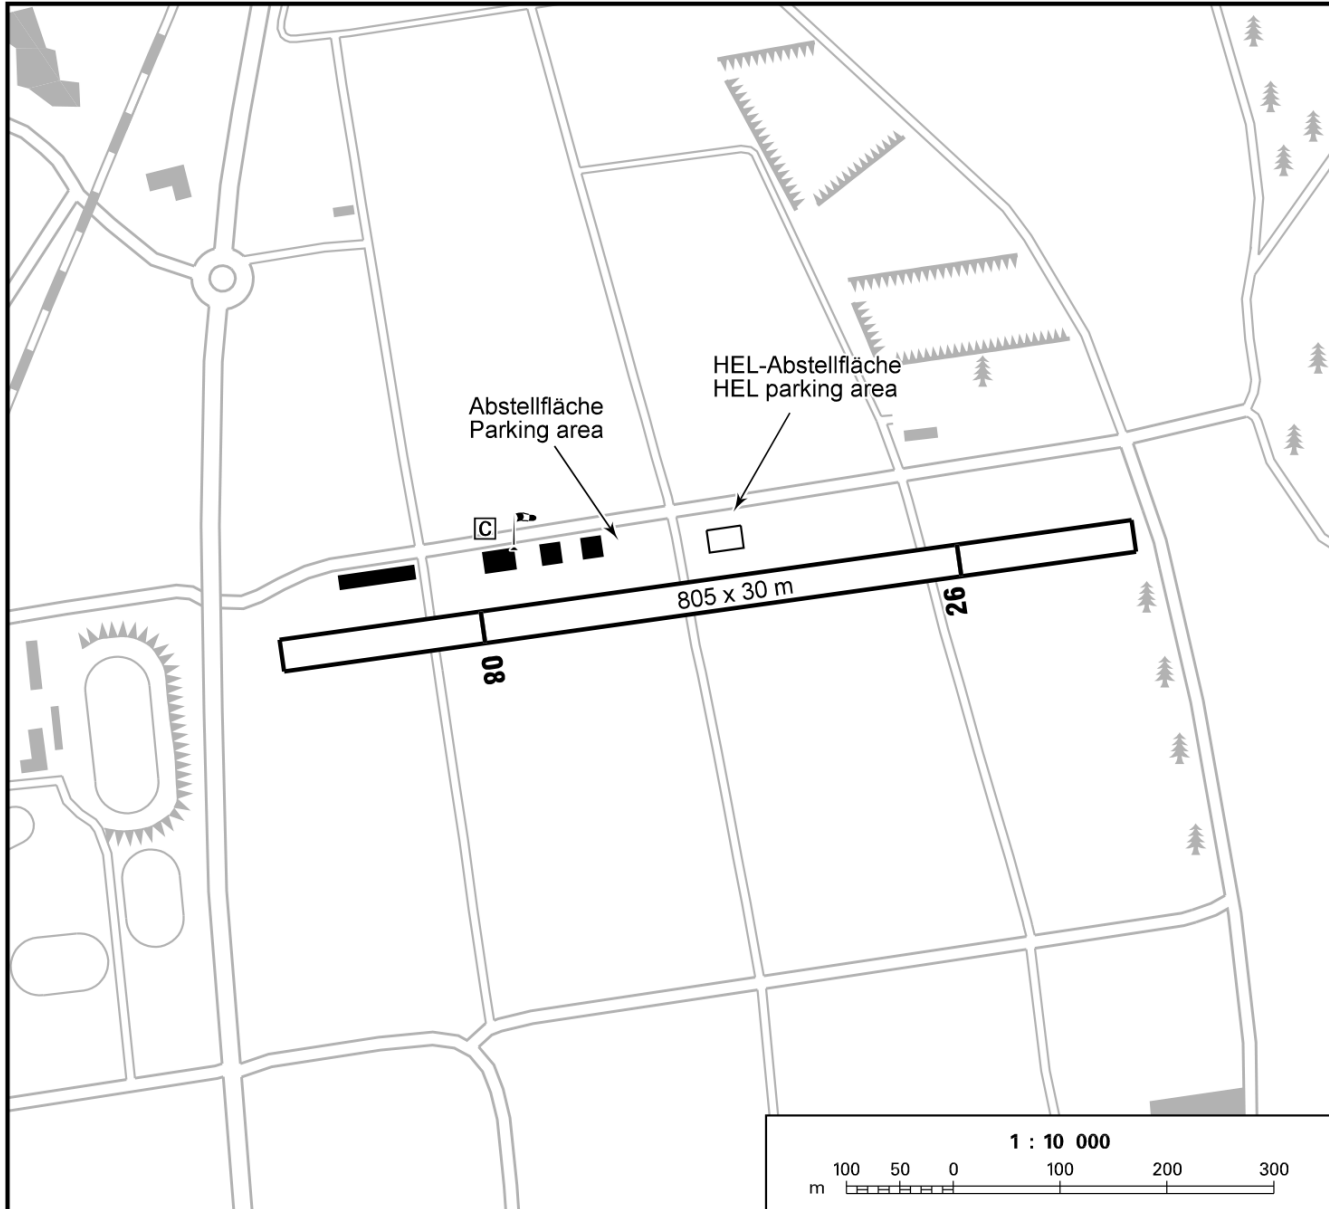 HEL-Abstellfläche
HEL parking area
Abstellfläche
Parking area
C
805 x 30 m
26
08
1 : 10 000
100 50 0 100 200 300
m